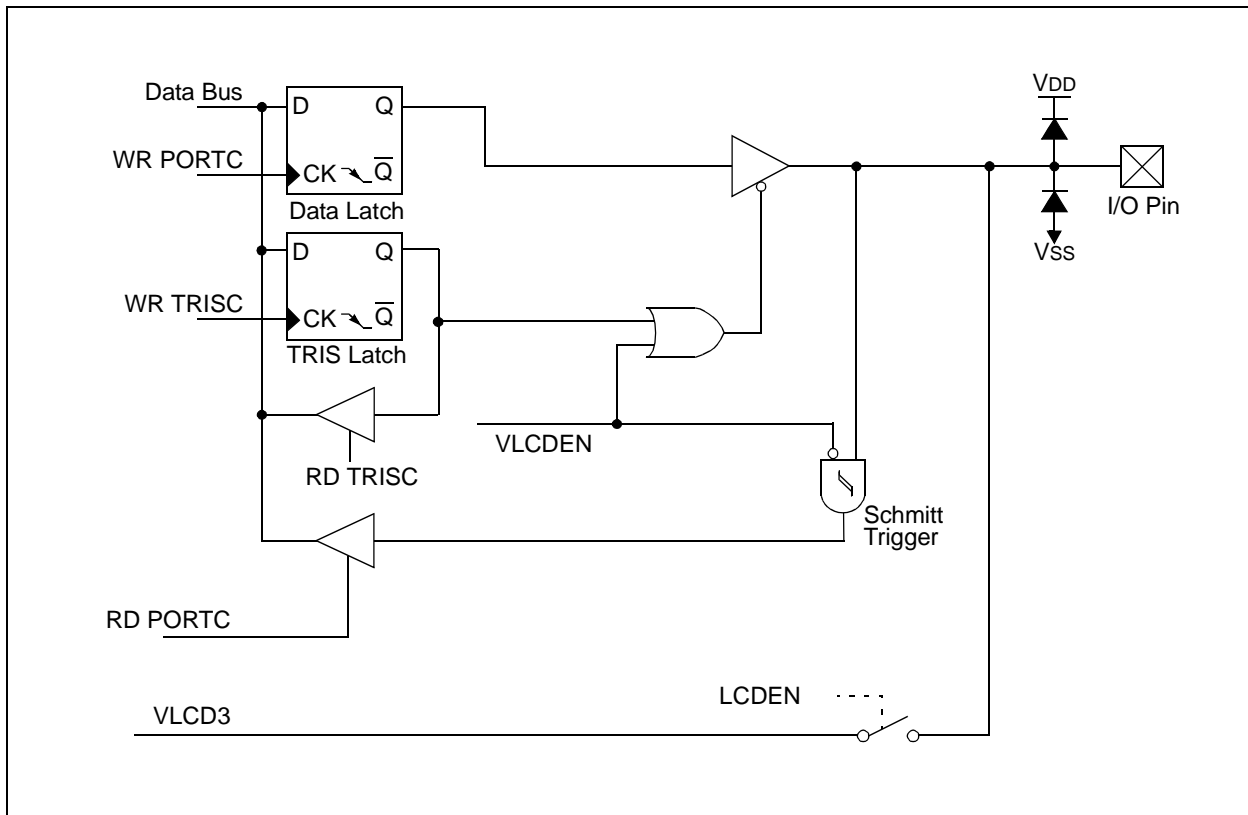 Data Bus
D Q
VDD
WR PORTC
CK Q̅
I/O Pin
Data Latch
D Q
VSS
WR TRISC
CK Q̅
TRIS Latch
VLCDEN
RD TRISC
Schmitt
Trigger
RD PORTC
LCDEN
VLCD3